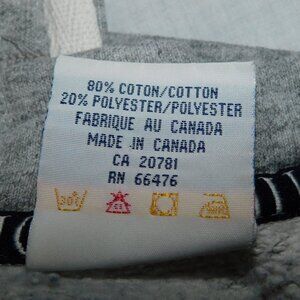 80% COTON/COTTON
20% POLYESTER/POLYESTER
FABRIQUE AU CANADA
MADE IN CANADA
CA 20781
RN 66476